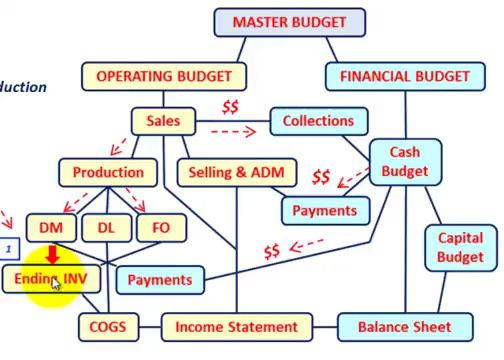 MASTER BUDGET
OPERATING BUDGET
FINANCIAL BUDGET
duction
$$
Sales
Collections
Cash
Budget
Production
Selling & ADM
$$
Payments
DM
DL
FO
1
$$
Capital
Budget
Ending INV
Payments
COGS
Income Statement
Balance Sheet